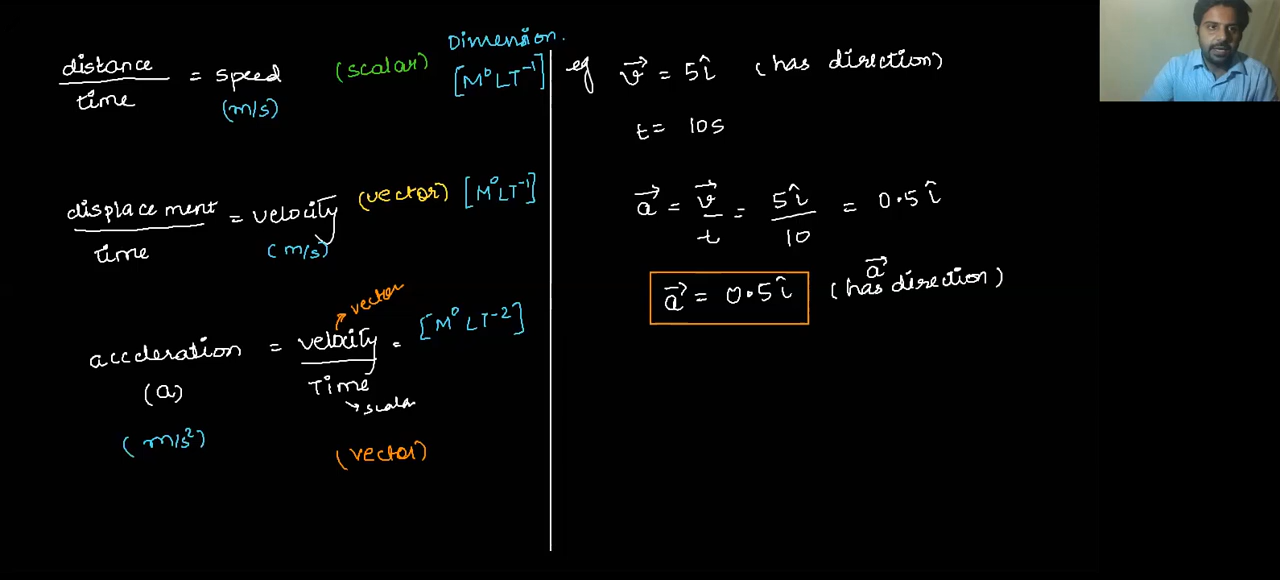 Dimension.
distance / time = speed (scalar) [M⁰LT⁻¹]
(m/s)
displacement / time = velocity (vector) [M⁰LT⁻¹]
(m/s)
vector
accleration = velocity / Time = [M⁰LT⁻²]
(a)
scalar
(m/s²)
(vector)
eg v⃗ = 5î (has direction)
t = 10s
a⃗ = v⃗ / t = 5î / 10 = 0.5î
a⃗ = 0.5î (a⃗ has direction)